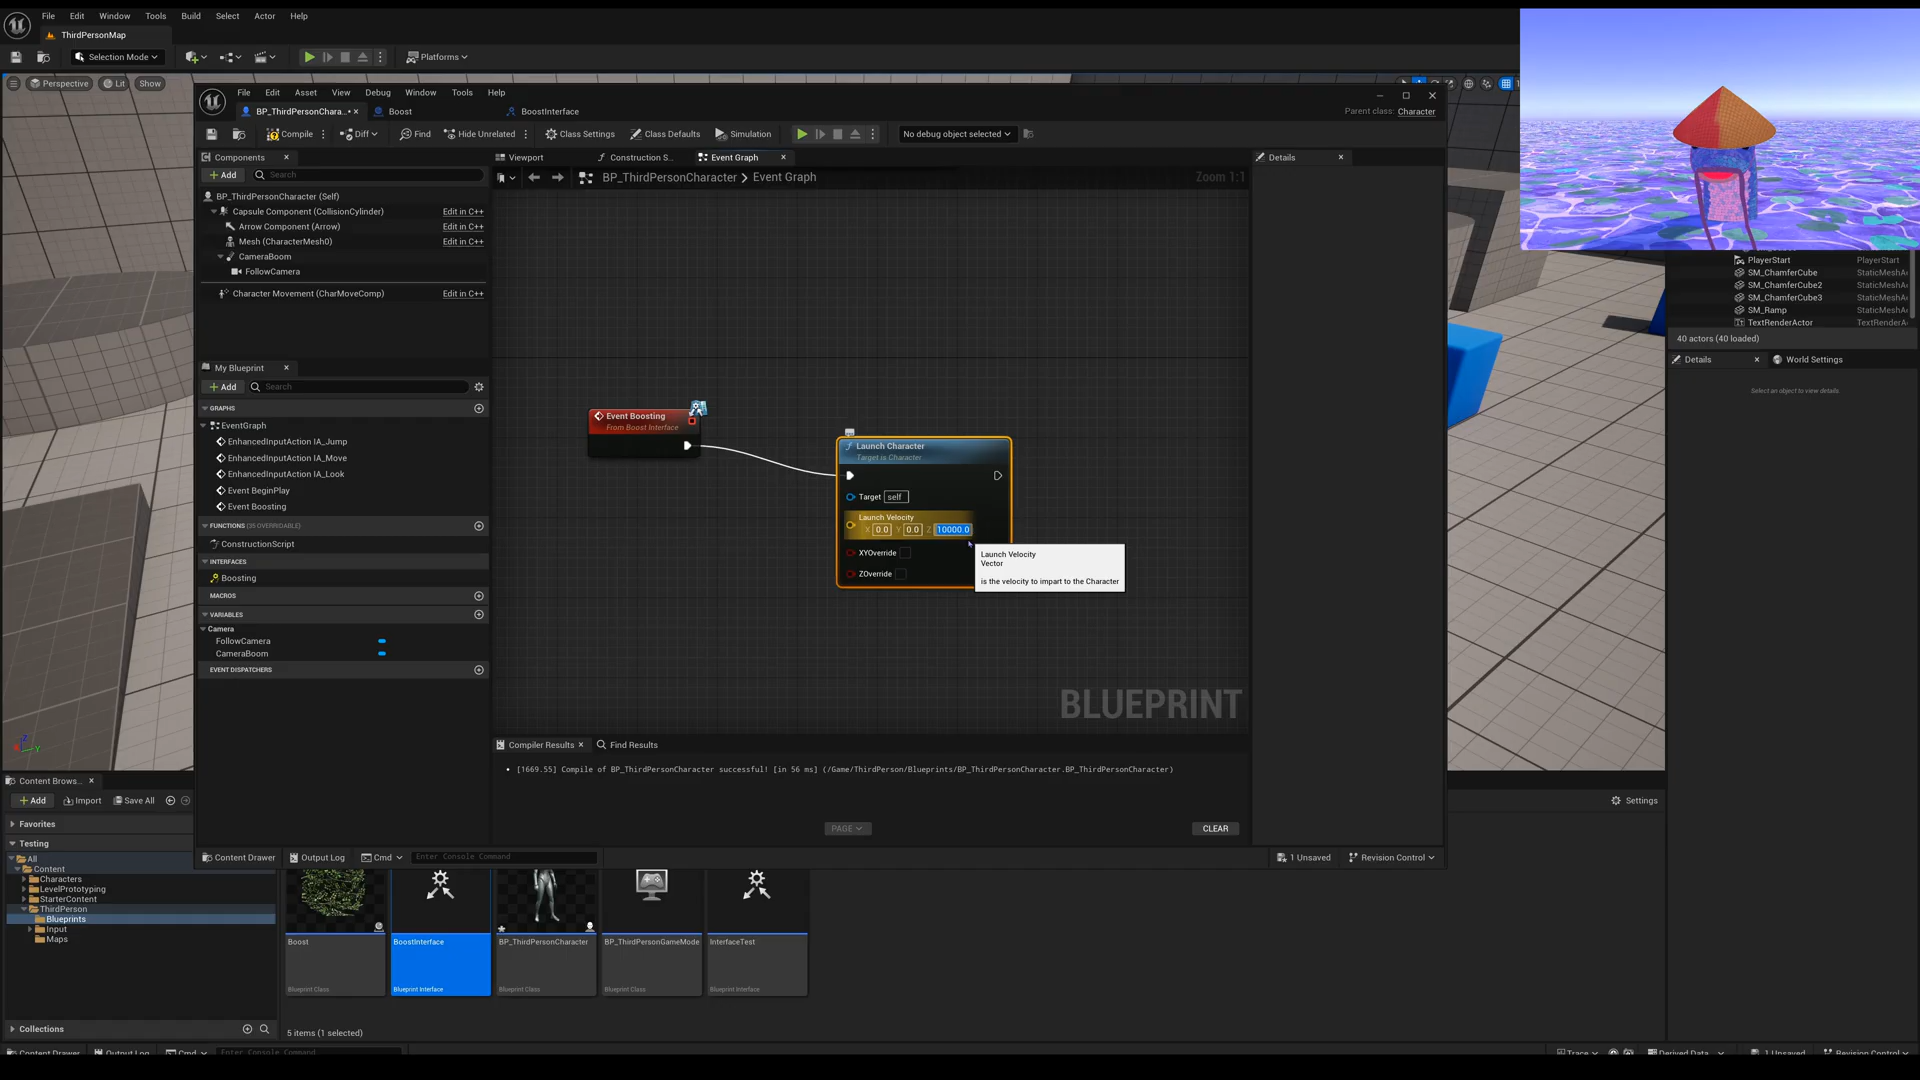 File Edit Window Tools Build Select Actor Help
ThirdPersonMap
Selection Mode
Platforms
Perspective Lit Show
File Edit Asset View Debug Window Tools Help
BP_ThirdPersonChara..• Boost BoostInterface
Parent class: Character
Compile Diff Find Hide Unrelated Class Settings Class Defaults Simulation No debug object selected
Components
Add Search
BP_ThirdPersonCharacter (Self)
Capsule Component (CollisionCylinder) Edit in C++
Arrow Component (Arrow) Edit in C++
Mesh (CharacterMesh0) Edit in C++
CameraBoom
FollowCamera
Character Movement (CharMoveComp) Edit in C++
My Blueprint
Add Search
GRAPHS
EventGraph
EnhancedInputAction IA_Jump
EnhancedInputAction IA_Move
EnhancedInputAction IA_Look
Event BeginPlay
Event Boosting
FUNCTIONS (35 OVERRIDABLE)
ConstructionScript
INTERFACES
Boosting
MACROS
VARIABLES
Camera
FollowCamera
CameraBoom
EVENT DISPATCHERS
Viewport Construction S.. Event Graph
BP_ThirdPersonCharacter > Event Graph
Zoom 1:1
Event Boosting
From Boost Interface
Launch Character
Target is Character
Target self
Launch Velocity
X 0.0 Y 0.0 Z 10000.0
XYOverride
ZOverride
Launch Velocity
Vector
is the velocity to impart to the Character
BLUEPRINT
Compiler Results Find Results
[1669.55] Compile of BP_ThirdPersonCharacter successful! [in 56 ms] (/Game/ThirdPerson/Blueprints/BP_ThirdPersonCharacter.BP_ThirdPersonCharacter)
PAGE
CLEAR
Content Drawer Output Log Cmd Enter Console Command
1 Unsaved Revision Control
Details
PlayerStart PlayerStart
SM_ChamferCube StaticMeshA
SM_ChamferCube2 StaticMeshA
SM_ChamferCube3 StaticMeshA
SM_Ramp StaticMeshA
TextRenderActor TextRenderA
40 actors (40 loaded)
Details World Settings
Select an object to view details.
Content Brows..
Add Import Save All
Settings
Favorites
Testing
All
Content
Characters
LevelPrototyping
StarterContent
ThirdPerson
Blueprints
Input
Maps
Collections
Boost
Blueprint Class
BoostInterface
Blueprint Interface
BP_ThirdPersonCharacter
Blueprint Class
BP_ThirdPersonGameMode
Blueprint Class
InterfaceTest
Blueprint Interface
5 items (1 selected)
Content Drawer Output Log Cmd Enter Console Command
Trace Derived Data 1 Unsaved Revision Control